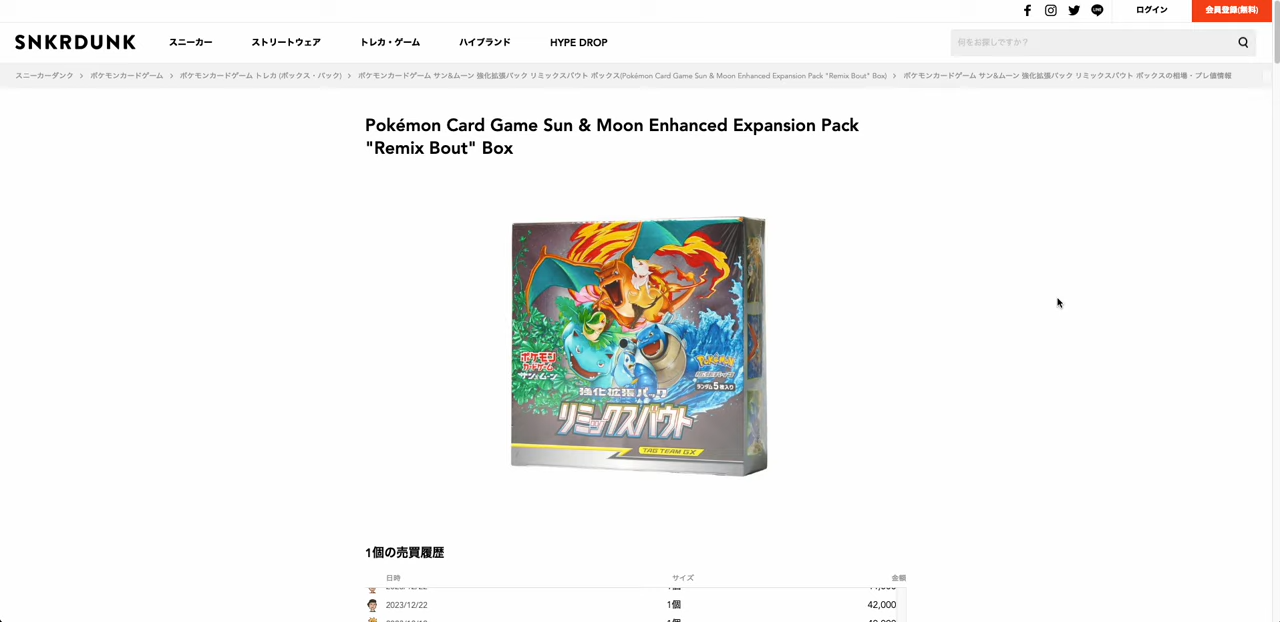 LINE
ログイン
会員登録(無料)
SNKRDUNK
スニーカー
ストリートウェア
トレカ・ゲーム
ハイブランド
HYPE DROP
何をお探しですか？
スニーカーダンク > ポケモンカードゲーム > ポケモンカードゲーム トレカ (ボックス・パック) > ポケモンカードゲーム サン&ムーン 強化拡張パック リミックスバウト ボックス(Pokémon Card Game Sun & Moon Enhanced Expansion Pack "Remix Bout" Box) > ポケモンカードゲーム サン&ムーン 強化拡張パック リミックスバウト ボックスの相場・プレ値情報
Pokémon Card Game Sun & Moon Enhanced Expansion Pack
"Remix Bout" Box
ポケモン
カードゲーム
サン&ムーン
ランダム5枚入り
強化拡張パック
リミックスバウト
TAG TEAM GX
1個の売買履歴
日時 サイズ 金額
2023/12/22 1個 42,000